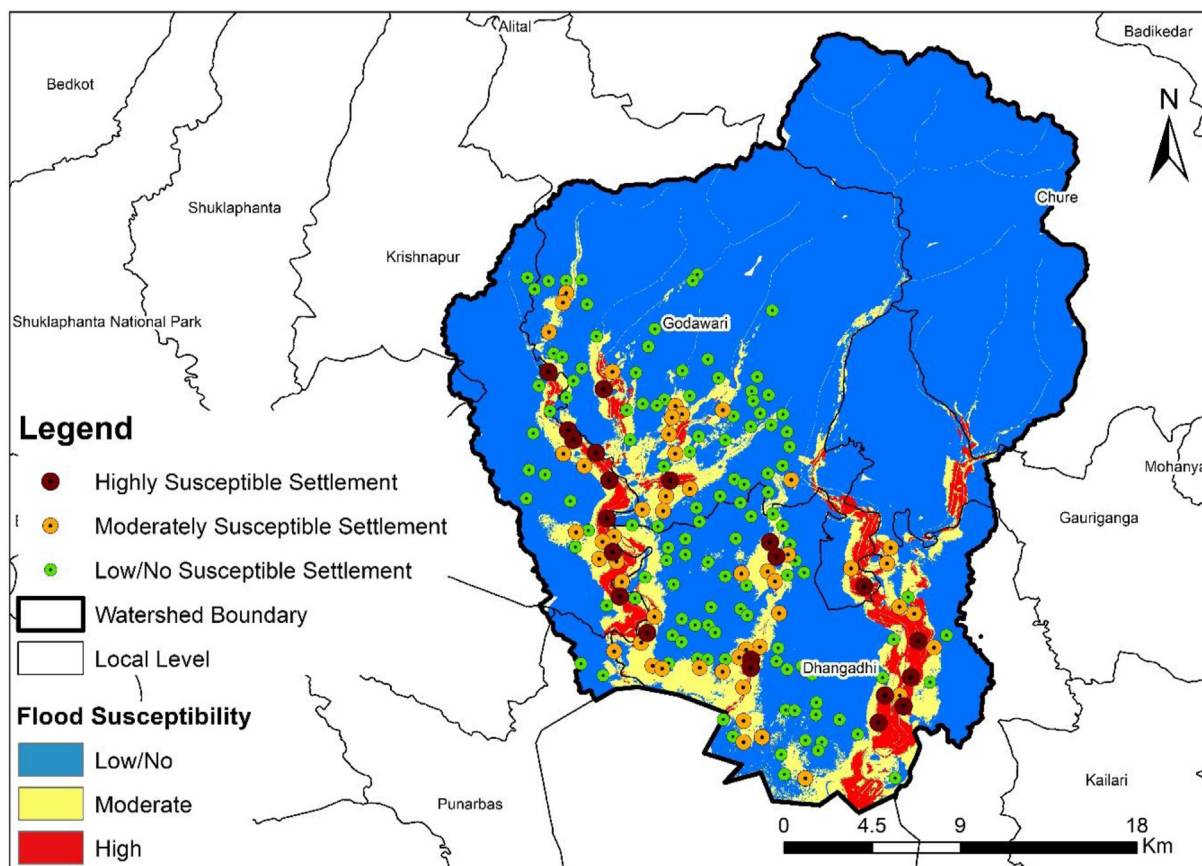 Alital
Badikedar
Bedkot
N
Chure
Shuklaphanta
Krishnapur
Shuklaphanta National Park
Godawari
Legend
Mohanya
Highly Susceptible Settlement
Gauriganga
Moderately Susceptible Settlement
Low/No Susceptible Settlement
Watershed Boundary
Local Level
Dhangadhi
Flood Susceptibility
Low/No
Moderate
High
Punarbas
Kailari
0 4.5 9 18
Km